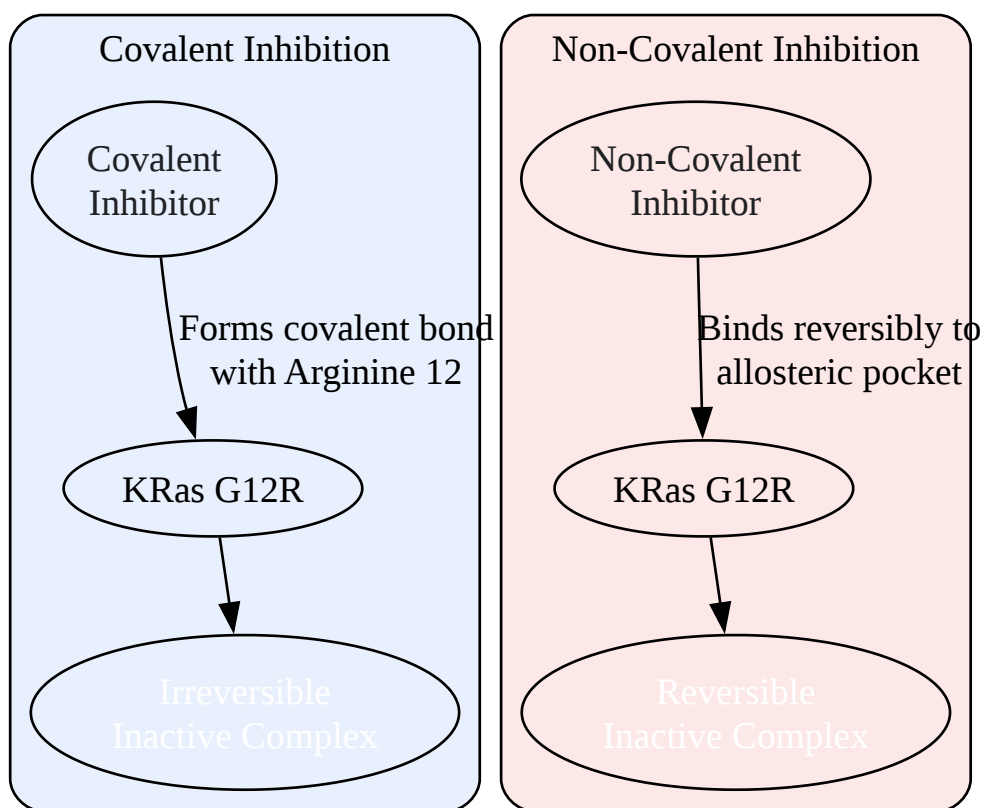 Covalent Inhibition
Covalent
Inhibitor
Forms covalent bond
with Arginine 12
KRas G12R
Irreversible
Inactive Complex
Non-Covalent Inhibition
Non-Covalent
Inhibitor
Binds reversibly to
allosteric pocket
KRas G12R
Reversible
Inactive Complex